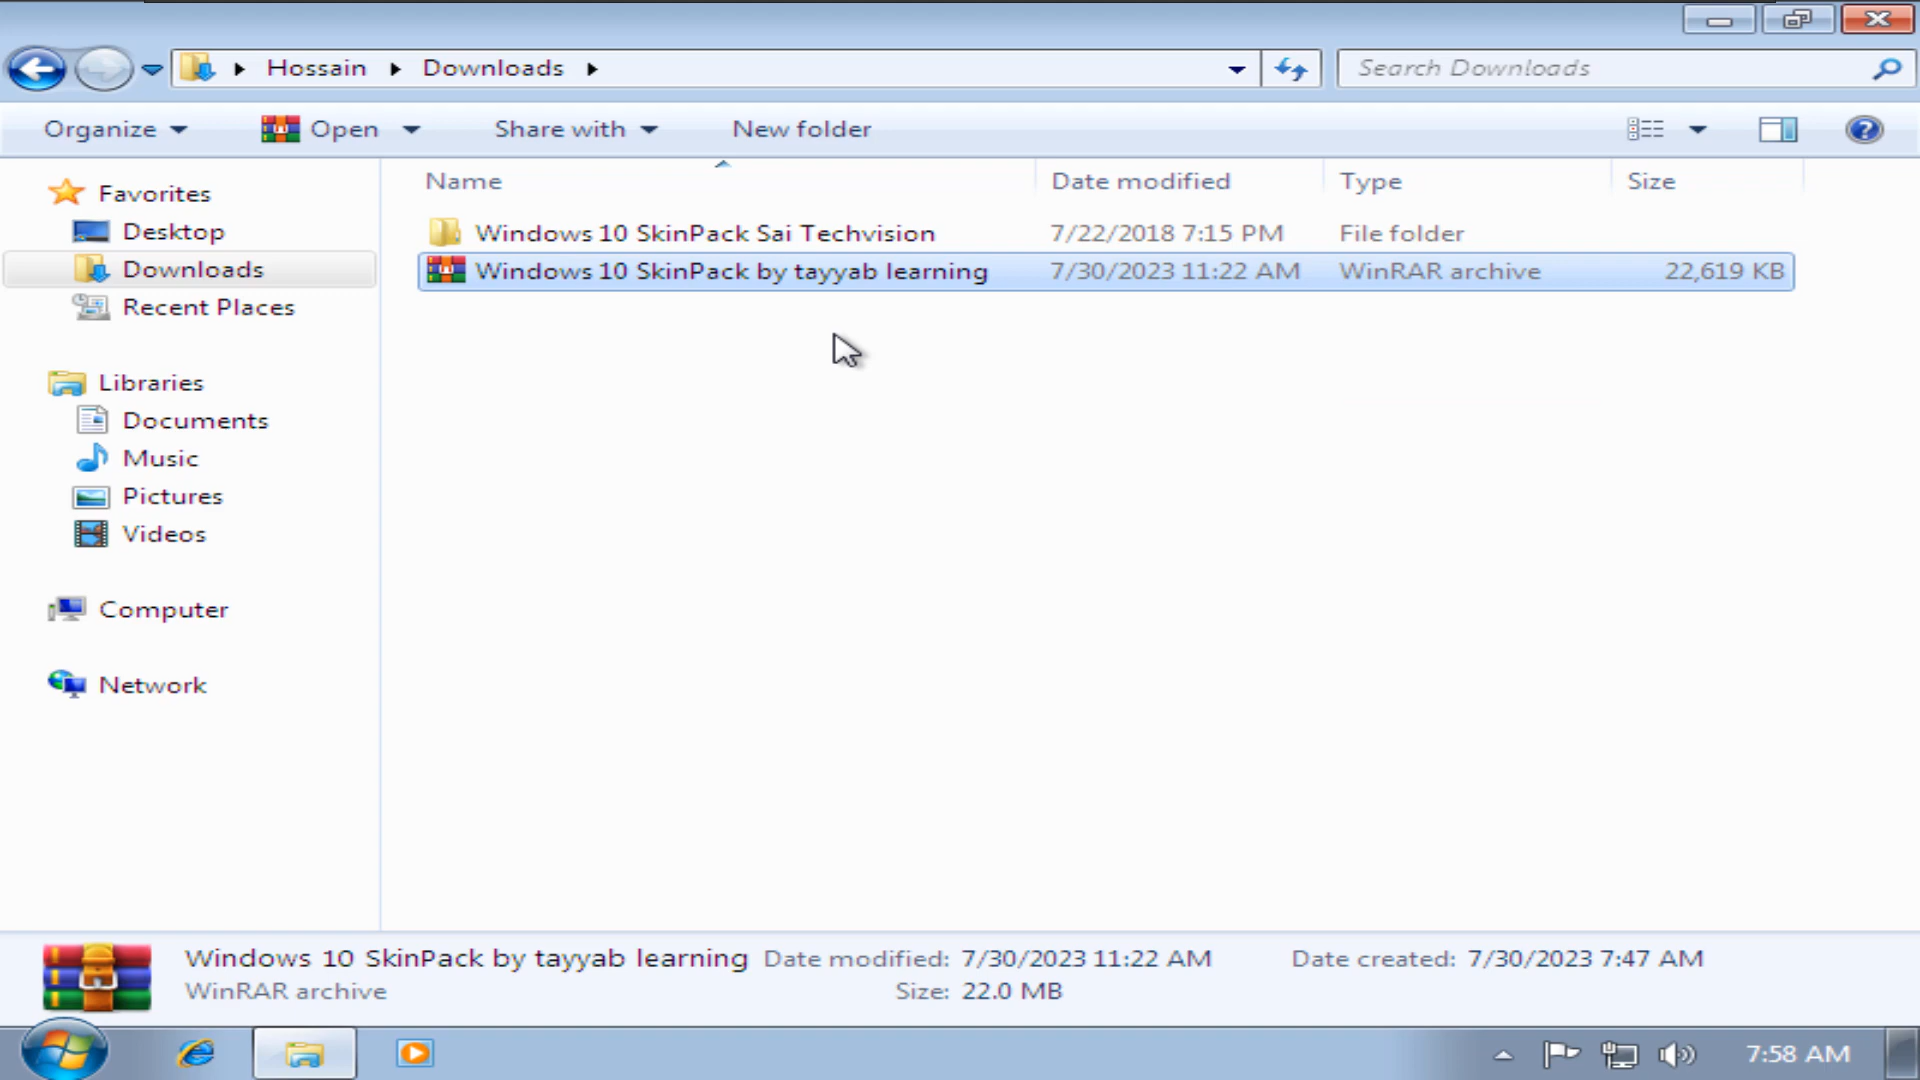 Hossain Downloads Search Downloads
Organize Open Share with New folder
Name Date modified Type Size
Favorites
Desktop
Downloads
Recent Places
Libraries
Documents
Music
Pictures
Videos
Computer
Network
Windows 10 SkinPack Sai Techvision 7/22/2018 7:15 PM File folder
Windows 10 SkinPack by tayyab learning 7/30/2023 11:22 AM WinRAR archive 22,619 KB
Windows 10 SkinPack by tayyab learning Date modified: 7/30/2023 11:22 AM Date created: 7/30/2023 7:47 AM
WinRAR archive Size: 22.0 MB
7:58 AM